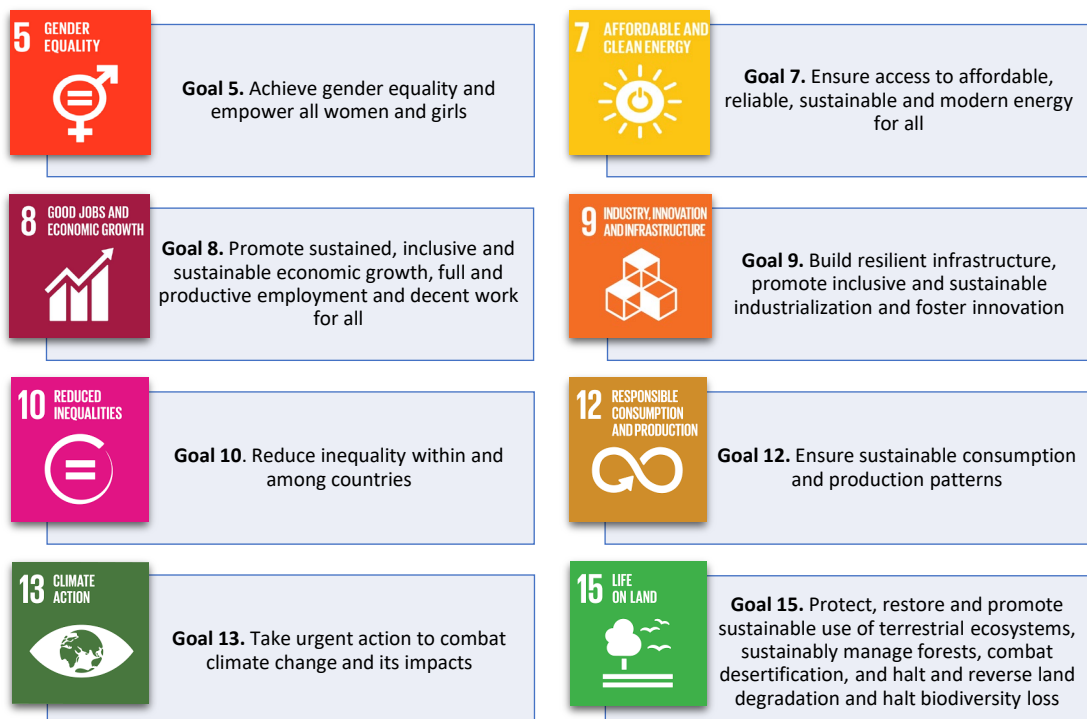 5 GENDER
EQUALITY
Goal 5. Achieve gender equality and
empower all women and girls
7 AFFORDABLE AND
CLEAN ENERGY
Goal 7. Ensure access to affordable,
reliable, sustainable and modern energy
for all
8 GOOD JOBS AND
ECONOMIC GROWTH
Goal 8. Promote sustained, inclusive and
sustainable economic growth, full and
productive employment and decent work
for all
9 INDUSTRY, INNOVATION
AND INFRASTRUCTURE
Goal 9. Build resilient infrastructure,
promote inclusive and sustainable
industrialization and foster innovation
10 REDUCED
INEQUALITIES
Goal 10. Reduce inequality within and
among countries
12 RESPONSIBLE
CONSUMPTION
AND PRODUCTION
Goal 12. Ensure sustainable consumption
and production patterns
13 CLIMATE
ACTION
Goal 13. Take urgent action to combat
climate change and its impacts
15 LIFE
ON LAND
Goal 15. Protect, restore and promote
sustainable use of terrestrial ecosystems,
sustainably manage forests, combat
desertification, and halt and reverse land
degradation and halt biodiversity loss